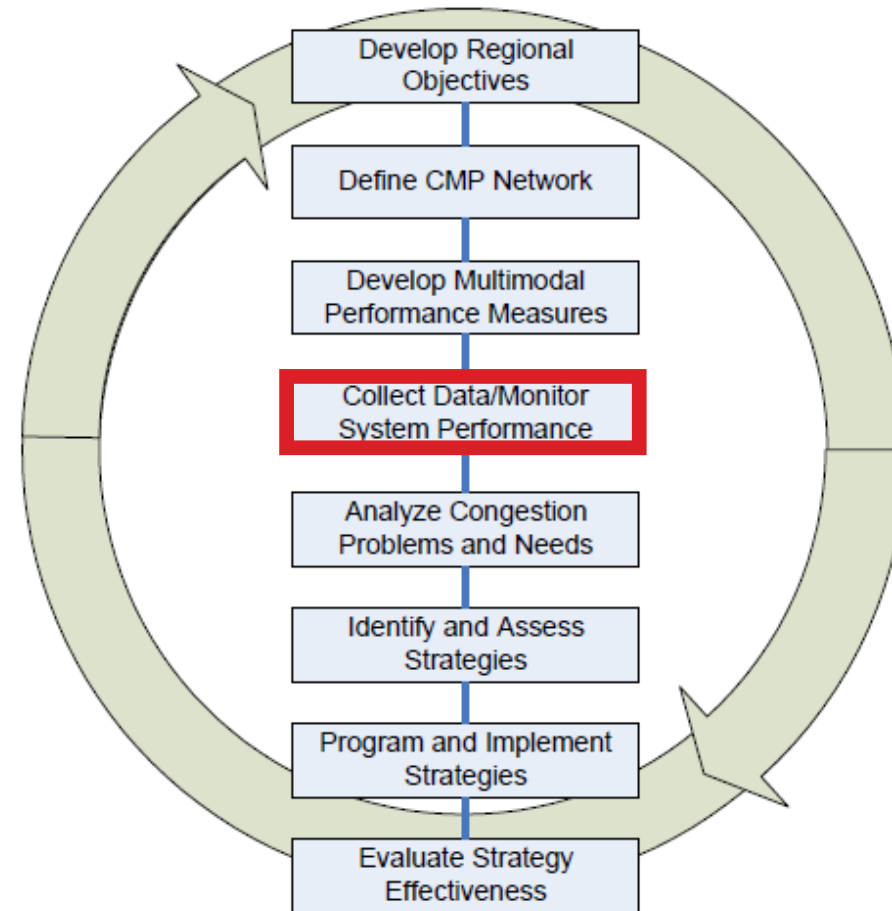 Develop Regional
Objectives
Define CMP Network
Develop Multimodal
Performance Measures
Collect Data/Monitor
System Performance
Analyze Congestion
Problems and Needs
Identify and Assess
Strategies
Program and Implement
Strategies
Evaluate Strategy
Effectiveness